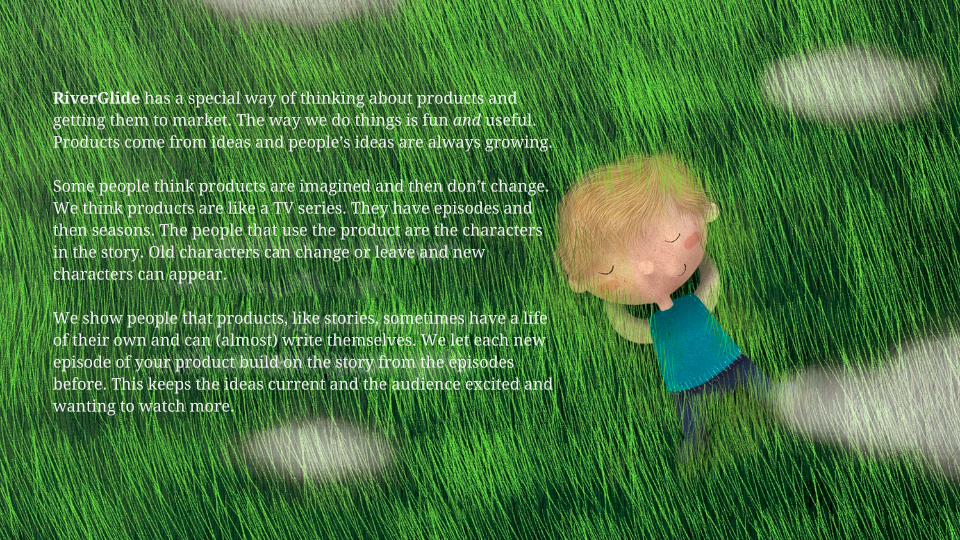 RiverGlide has a special way of thinking about products and
getting them to market. The way we do things is fun and useful.
Products come from ideas and people’s ideas are always growing.
Some people think products are imagined and then don’t change.
We think products are like a TV series. They have episodes and
then seasons. The people that use the product are the characters
in the story. Old characters can change or leave and new
characters can appear.
We show people that products, like stories, sometimes have a life
of their own and can (almost) write themselves. We let each new
episode of your product build on the story from the episodes
before. This keeps the ideas current and the audience excited and
wanting to watch more.